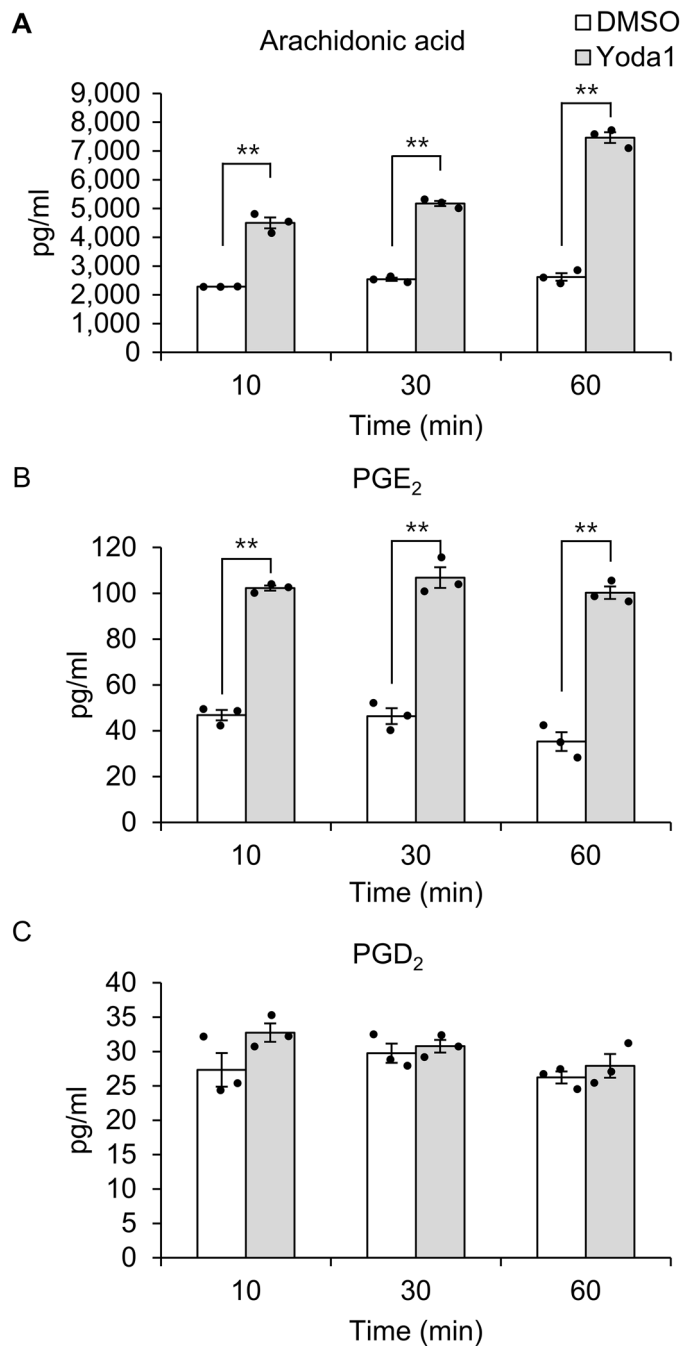 A
Arachidonic acid
DMSO
Yoda1
pg/ml
9,000
8,000
7,000
6,000
5,000
4,000
3,000
2,000
1,000
0
**
**
**
10
30
60
Time (min)
B
PGE2
pg/ml
120
100
80
60
40
20
0
**
**
**
10
30
60
Time (min)
C
PGD2
pg/ml
40
35
30
25
20
15
10
5
0
10
30
60
Time (min)